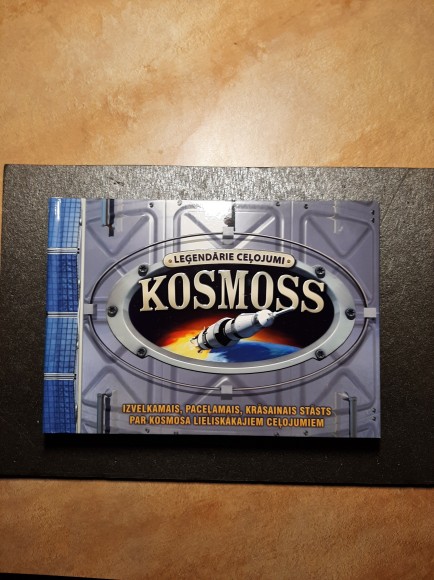 LEĢENDĀRIE CEĻOJUMI
KOSMOSS
IZVELKAMAIS, PACEĻAMAIS, KRĀSAINAIS STĀSTS
PAR KOSMOSA LIELISKĀKAJIEM CEĻOJUMIEM